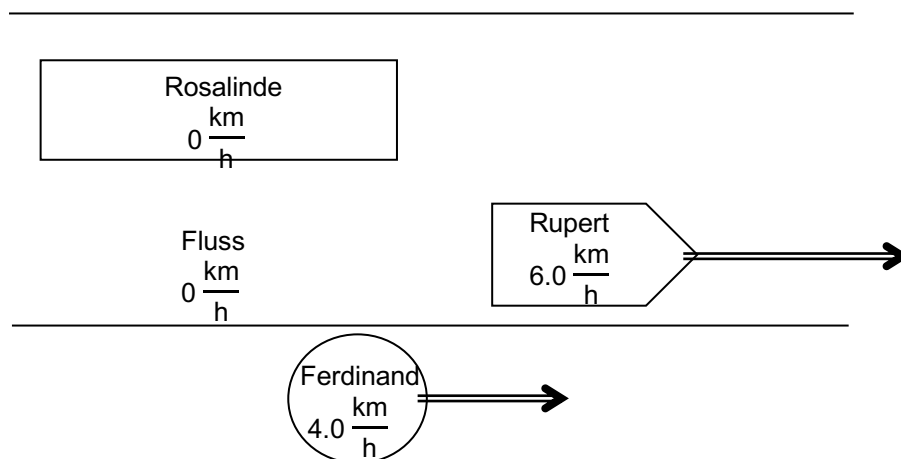 Rosalinde
0 km/h
Fluss
0 km/h
Rupert
6.0 km/h
Ferdinand
4.0 km/h